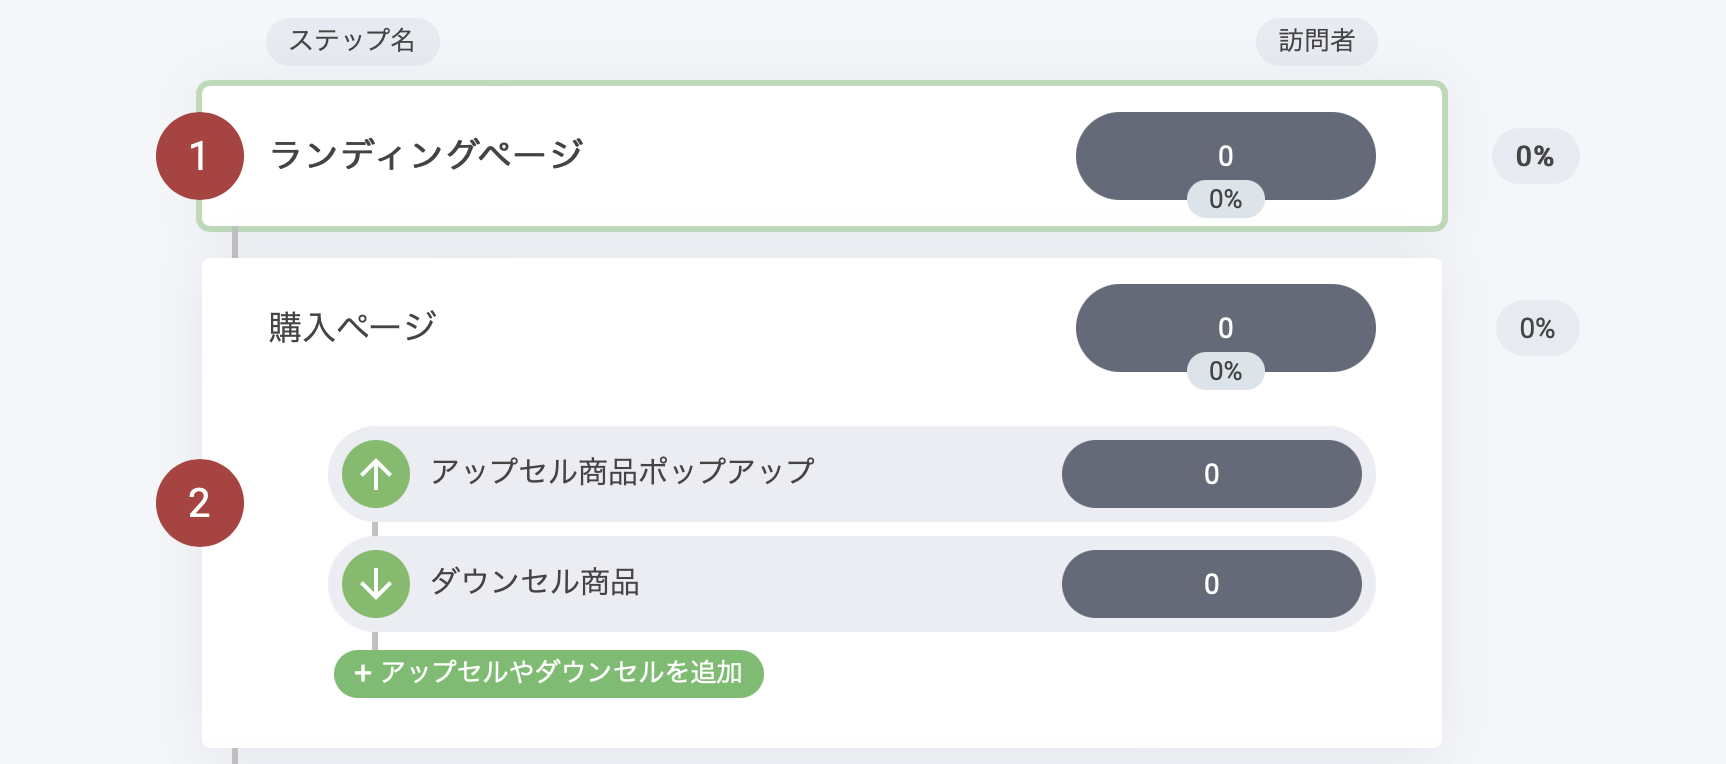 ステップ名
訪問者
1
ランディングページ
0
0%
0%
購入ページ
0
0%
0%
2
アップセル商品ポップアップ
0
ダウンセル商品
0
+ アップセルやダウンセルを追加